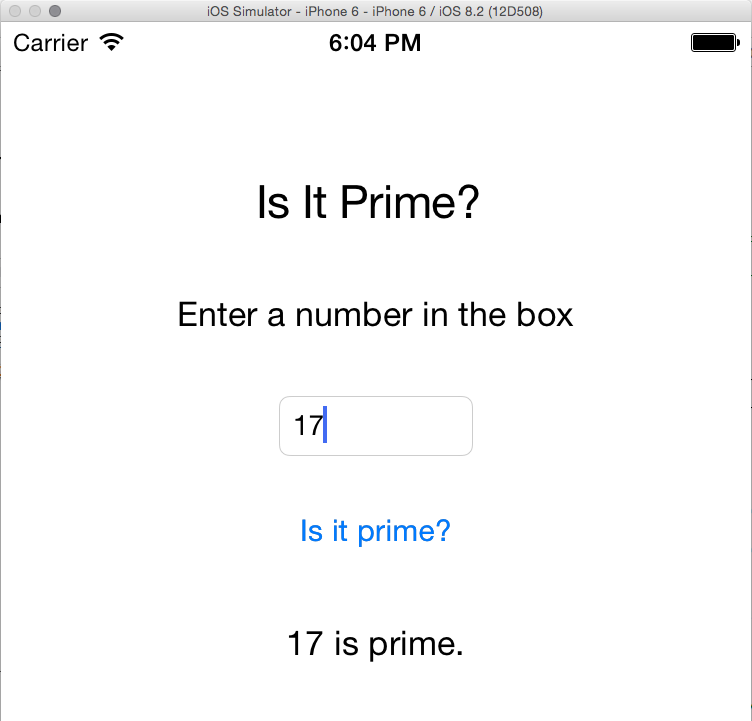 iOS Simulator - iPhone 6 - iPhone 6 / iOS 8.2 (12D508)
Carrier 6:04 PM
Is It Prime?
Enter a number in the box
17
Is it prime?
17 is prime.